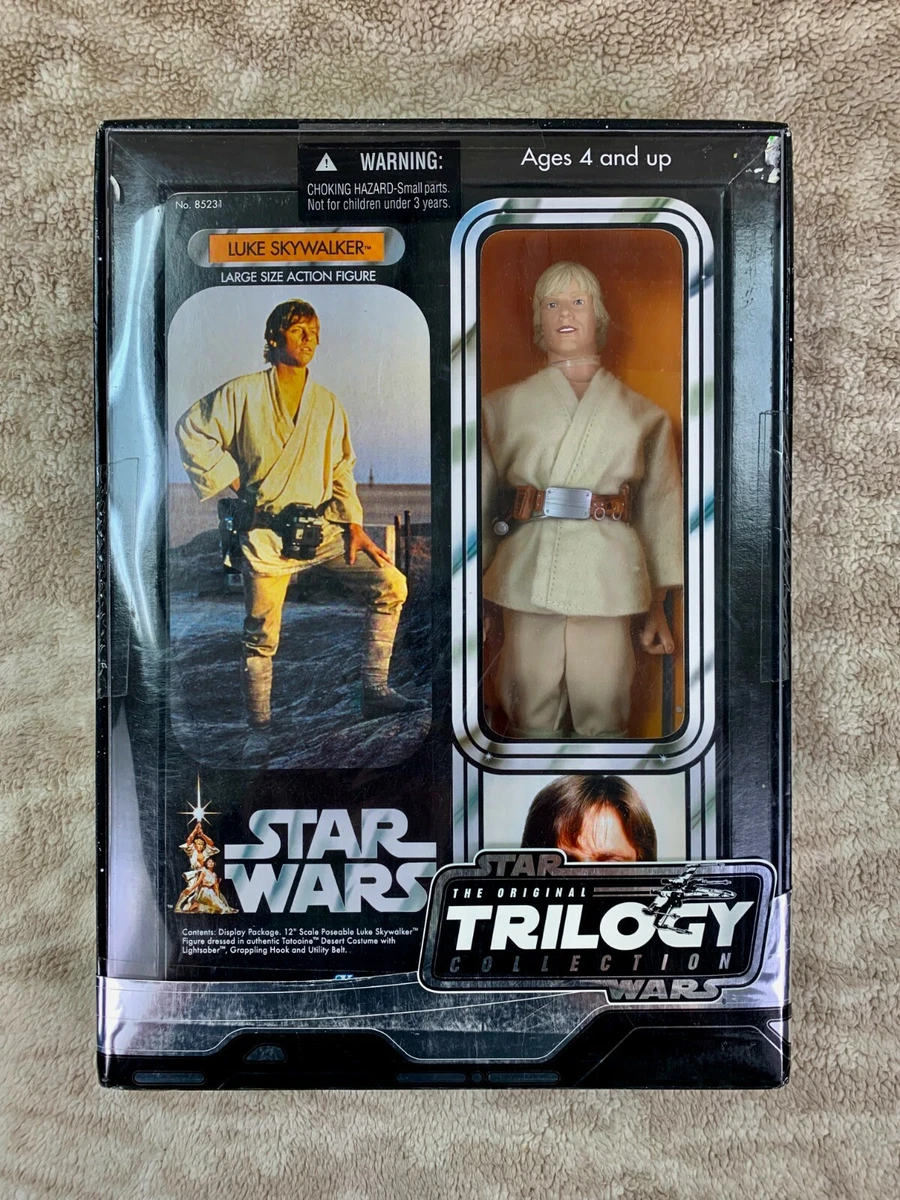 WARNING:
CHOKING HAZARD-Small parts.
Not for children under 3 years.
Ages 4 and up
No. 85231
LUKE SKYWALKER™
LARGE SIZE ACTION FIGURE
STAR
WARS
Contents: Display Package. 12" Scale Poseable Luke Skywalker™
Figure dressed in authentic Tatooine™ Desert Costume with
Lightsaber™, Grappling Hook and Utility Belt.
STAR
THE ORIGINAL
TRILOGY
COLLECTION
WARS